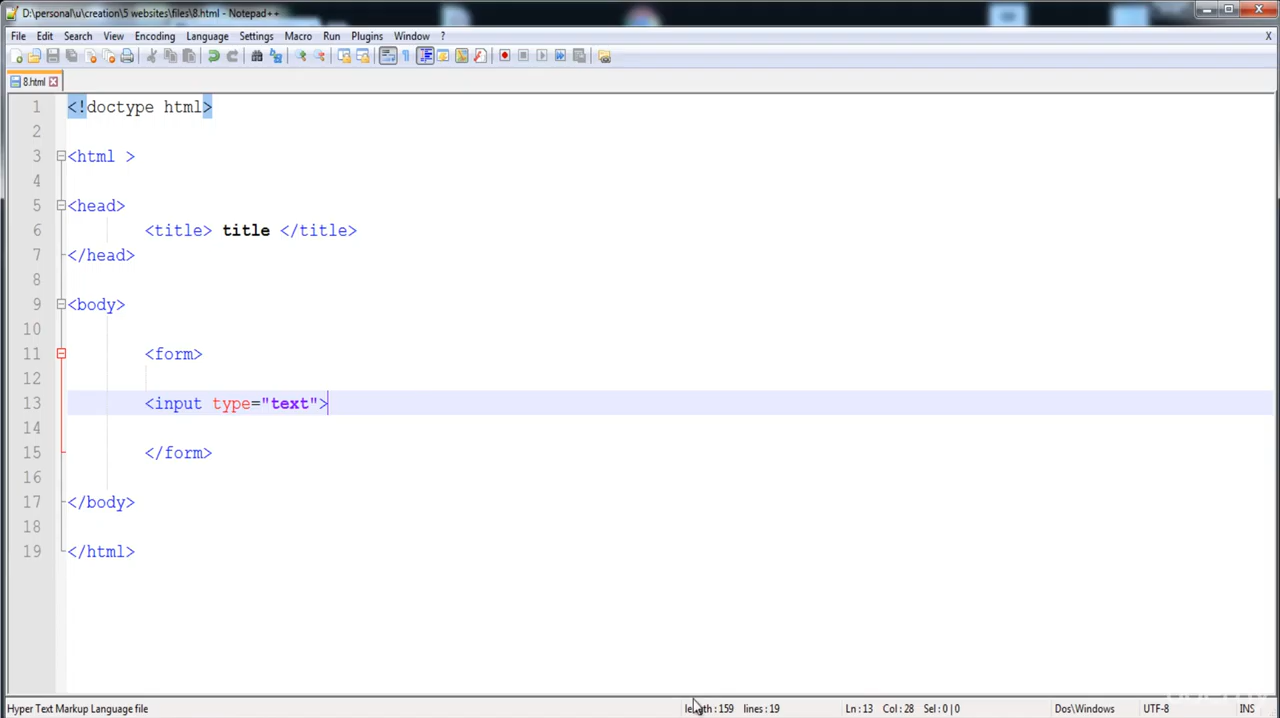 D:\personal\u\creation\5 websites\files\8.html - Notepad++
File Edit Search View Encoding Language Settings Macro Run Plugins Window ? X
8.html
1 <!doctype html>
2
3 <html >
4
5 <head>
6 <title> title </title>
7 </head>
8
9 <body>
10
11 <form>
12
13 <input type="text">
14
15 </form>
16
17 </body>
18
19 </html>
Hyper Text Markup Language file length : 159 lines : 19 Ln : 13 Col : 28 Sel : 0 | 0 Dos\Windows UTF-8 INS